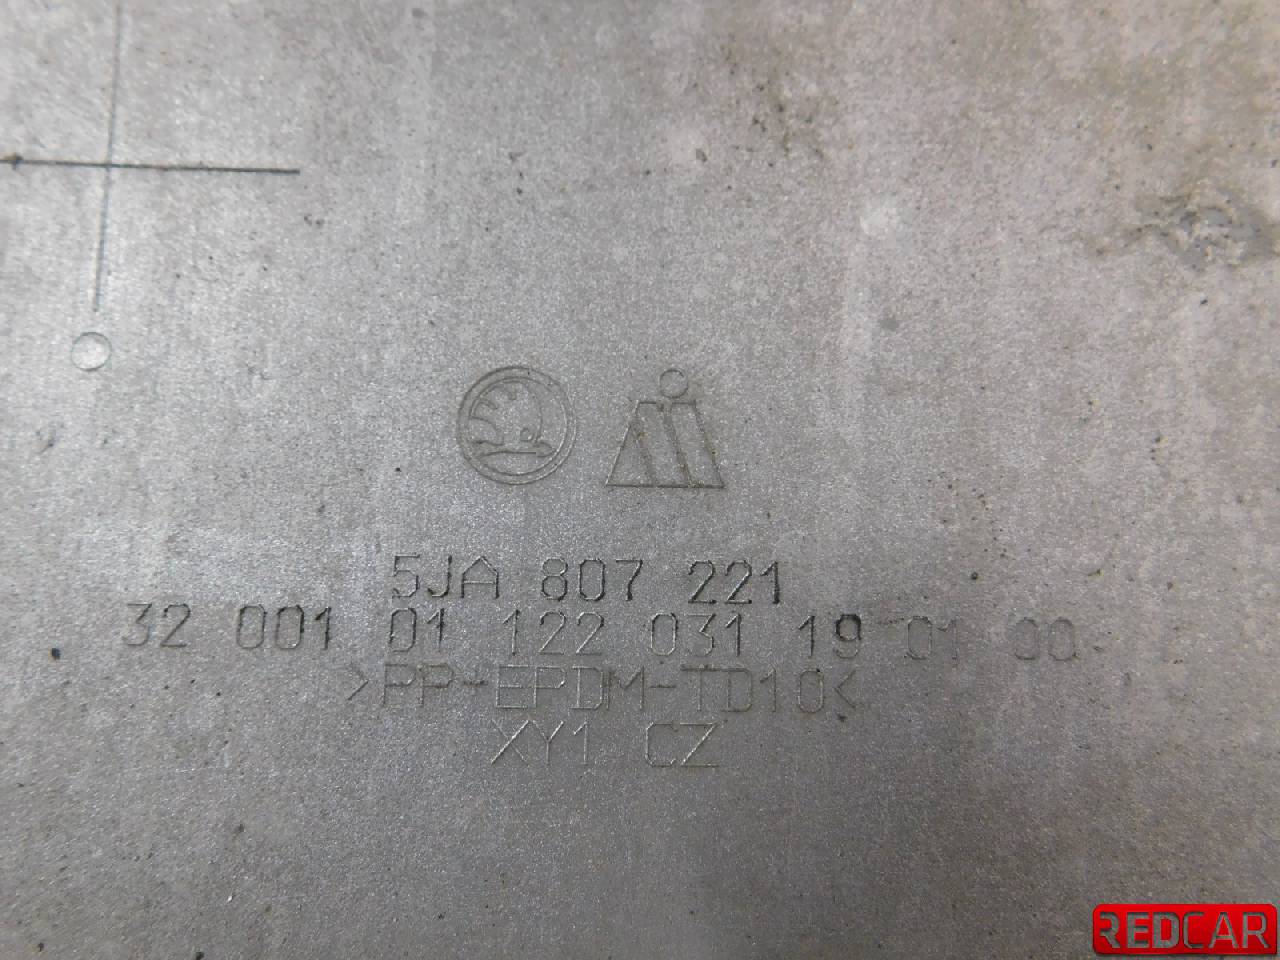 5JA 807 221
32 001 01 122 031 19 01 00
>PP-EPDM-TD10<
XY1 CZ
REDCAR